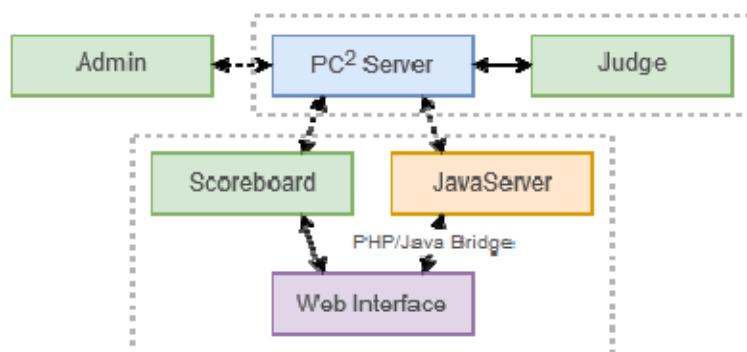 Admin
PC² Server
Judge
Scoreboard
JavaServer
PHP/Java Bridge
Web Interface